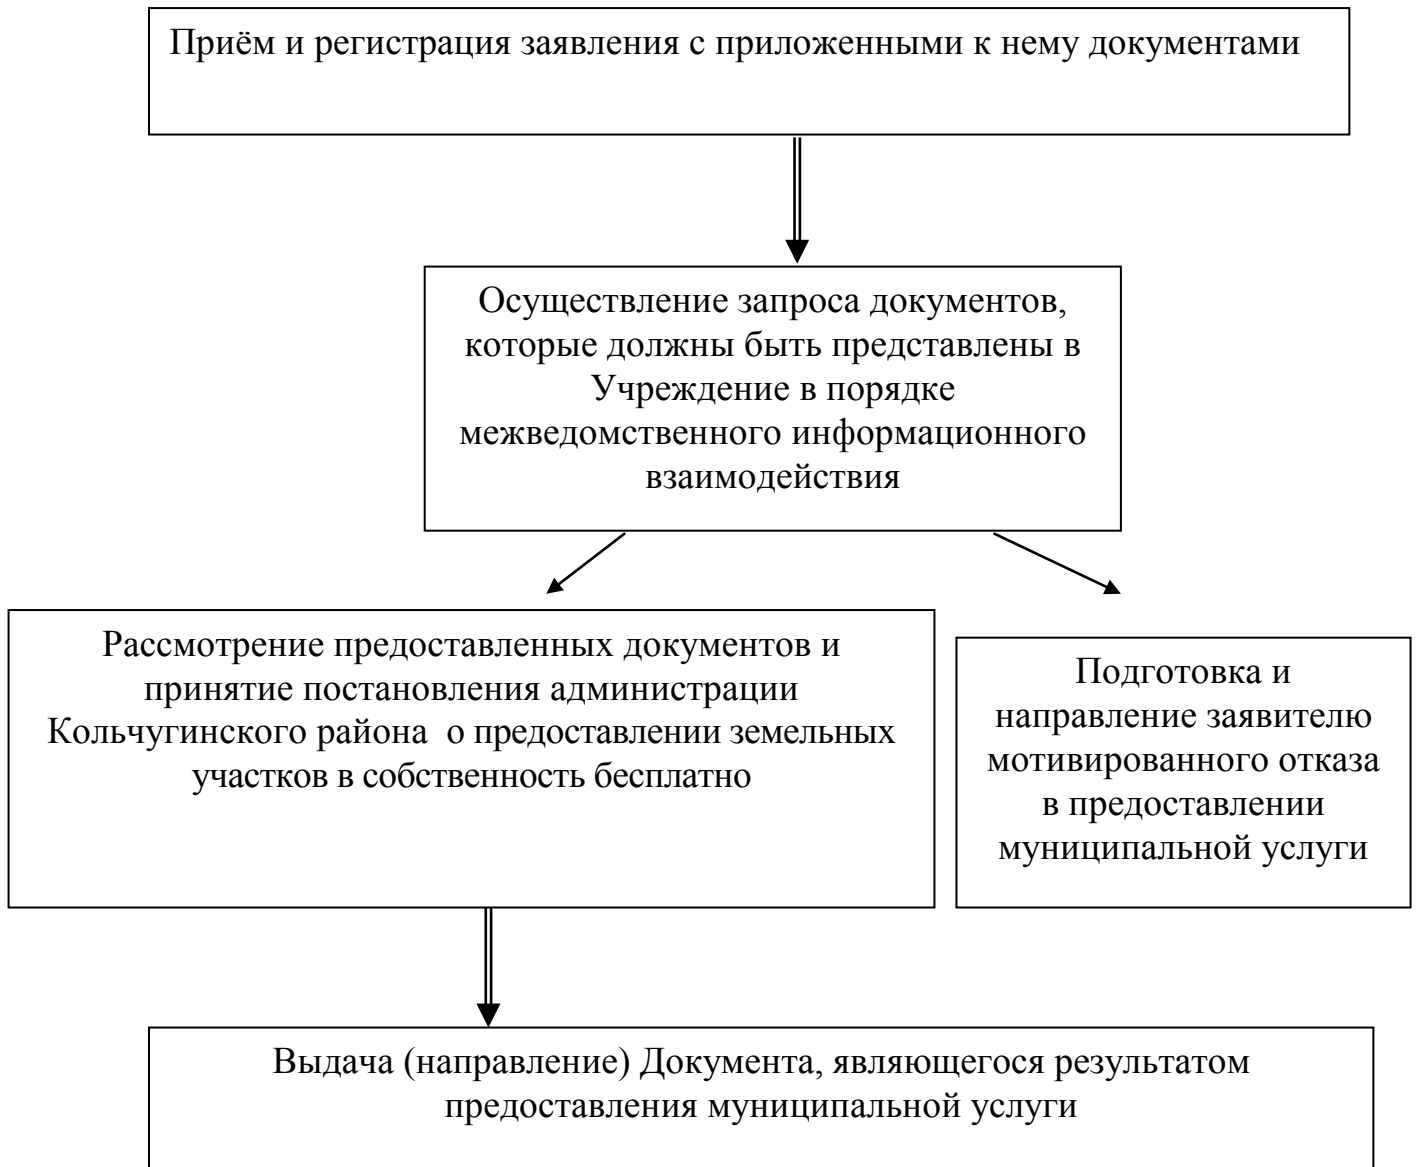 Приём и регистрация заявления с приложенными к нему документами
Осуществление запроса документов,
которые должны быть представлены в
Учреждение в порядке
межведомственного информационного
взаимодействия
Рассмотрение предоставленных документов и
принятие постановления администрации
Кольчугинского района  о предоставлении земельных
участков в собственность бесплатно
Подготовка и
направление заявителю
мотивированного отказа
в предоставлении
муниципальной услуги
Выдача (направление) Документа, являющегося результатом
предоставления муниципальной услуги